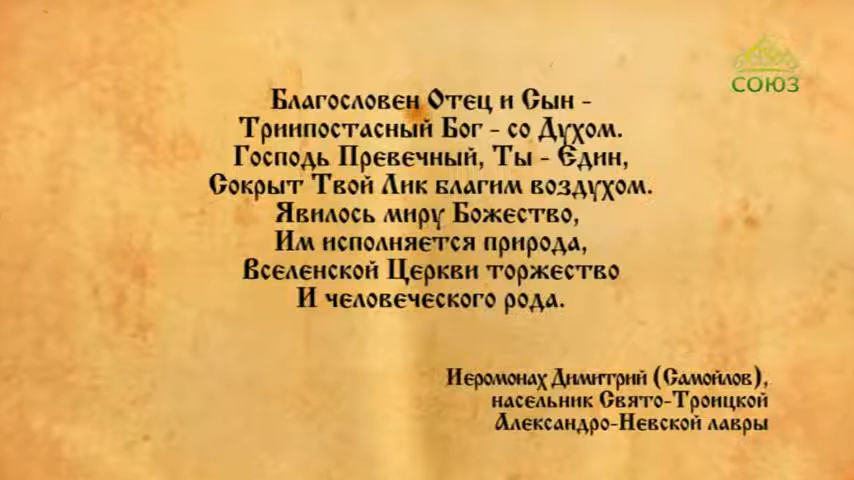 СОЮЗ
Благословен Отец и Сын -
Триипостасный Бог - со Духом.
Господь Превечный, Ты - Един,
Сокрыт Твой Лик благим воздухом.
Явилось миру Божество,
Им исполняется природа,
Вселенской Церкви торжество
И человеческого рода.
Иеромонах Димитрий (Самойлов),
насельник Свято-Троицкой
Александро-Невской лавры